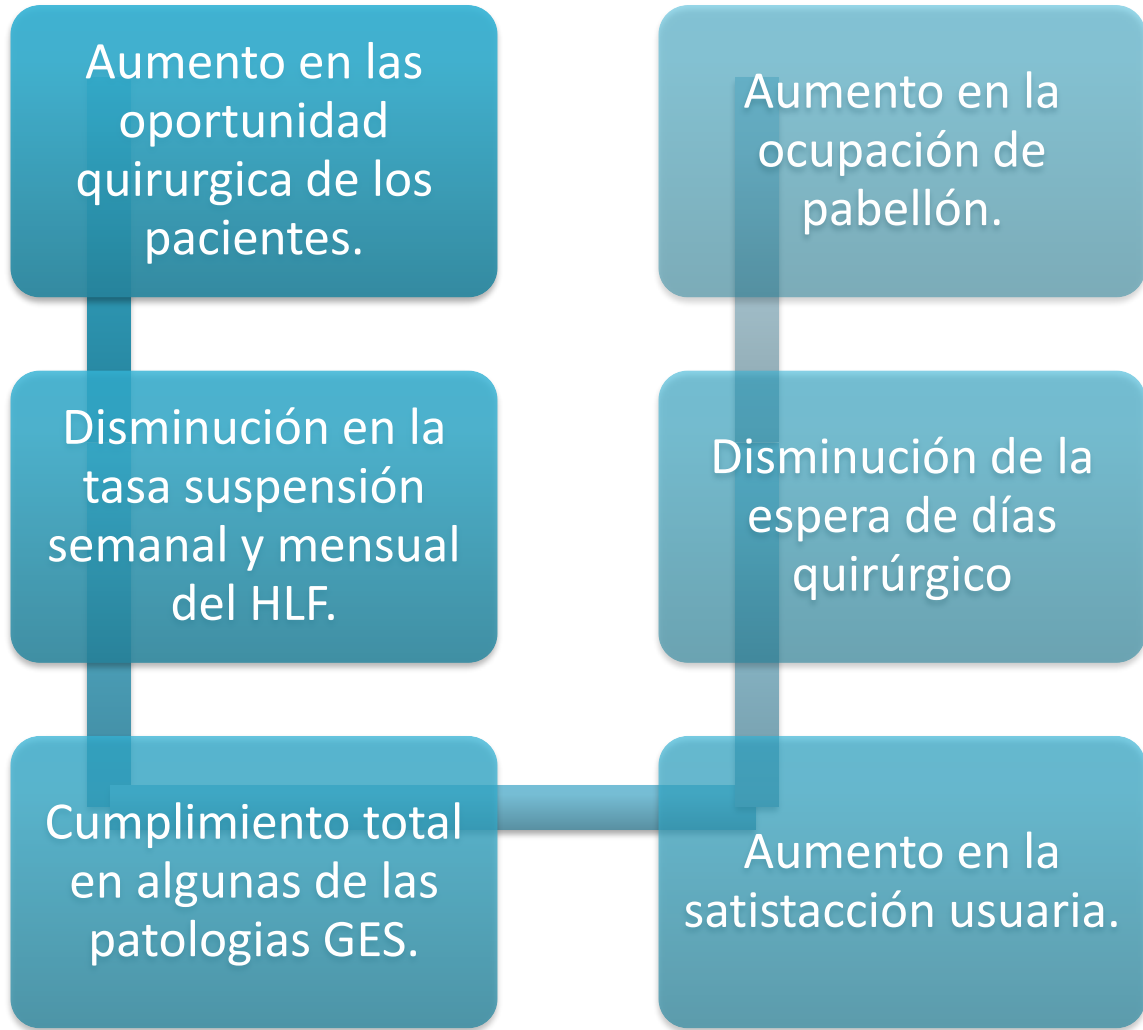 Aumento en las
oportunidad
quirurgica de los
pacientes.
Disminución en la
tasa suspensión
semanal y mensual
del HLF.
Cumplimiento total
en algunas de las
patologias GES.
Aumento en la
satistacción usuaria.
Disminución de la
espera de días
quirúrgico
Aumento en la
ocupación de
pabellón.